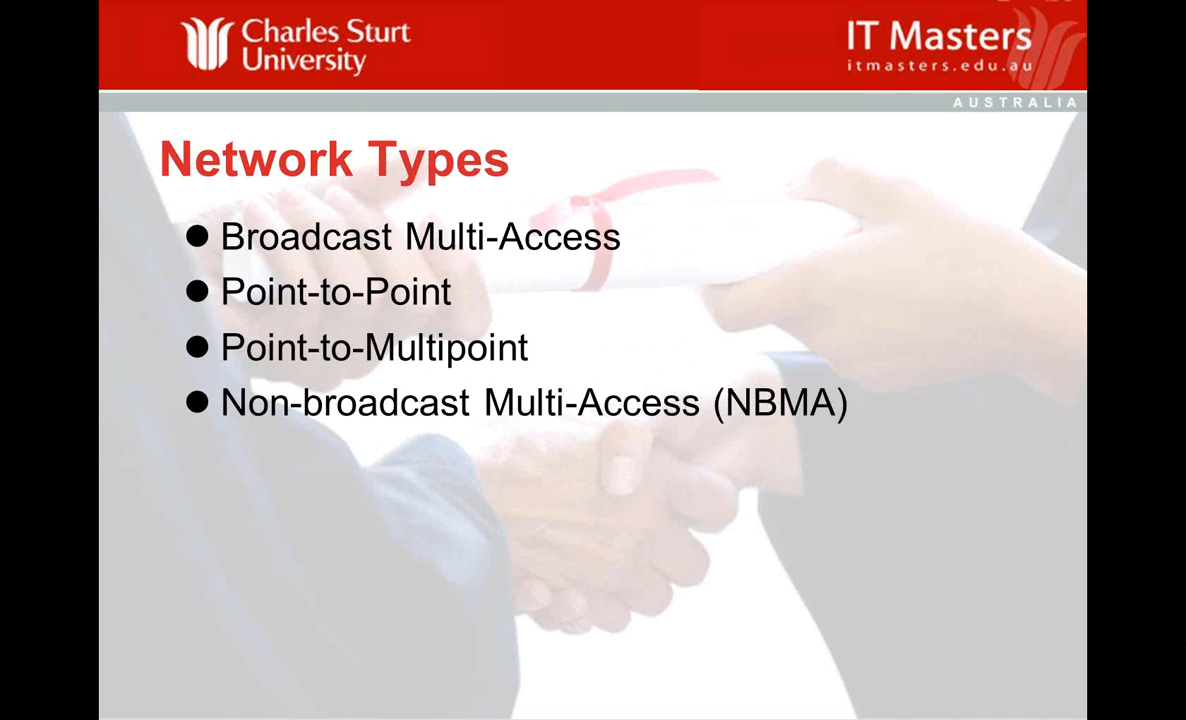 Charles Sturt
University
IT Masters
itmasters.edu.au
AUSTRALIA
Network Types
● Broadcast Multi-Access
● Point-to-Point
● Point-to-Multipoint
● Non-broadcast Multi-Access (NBMA)